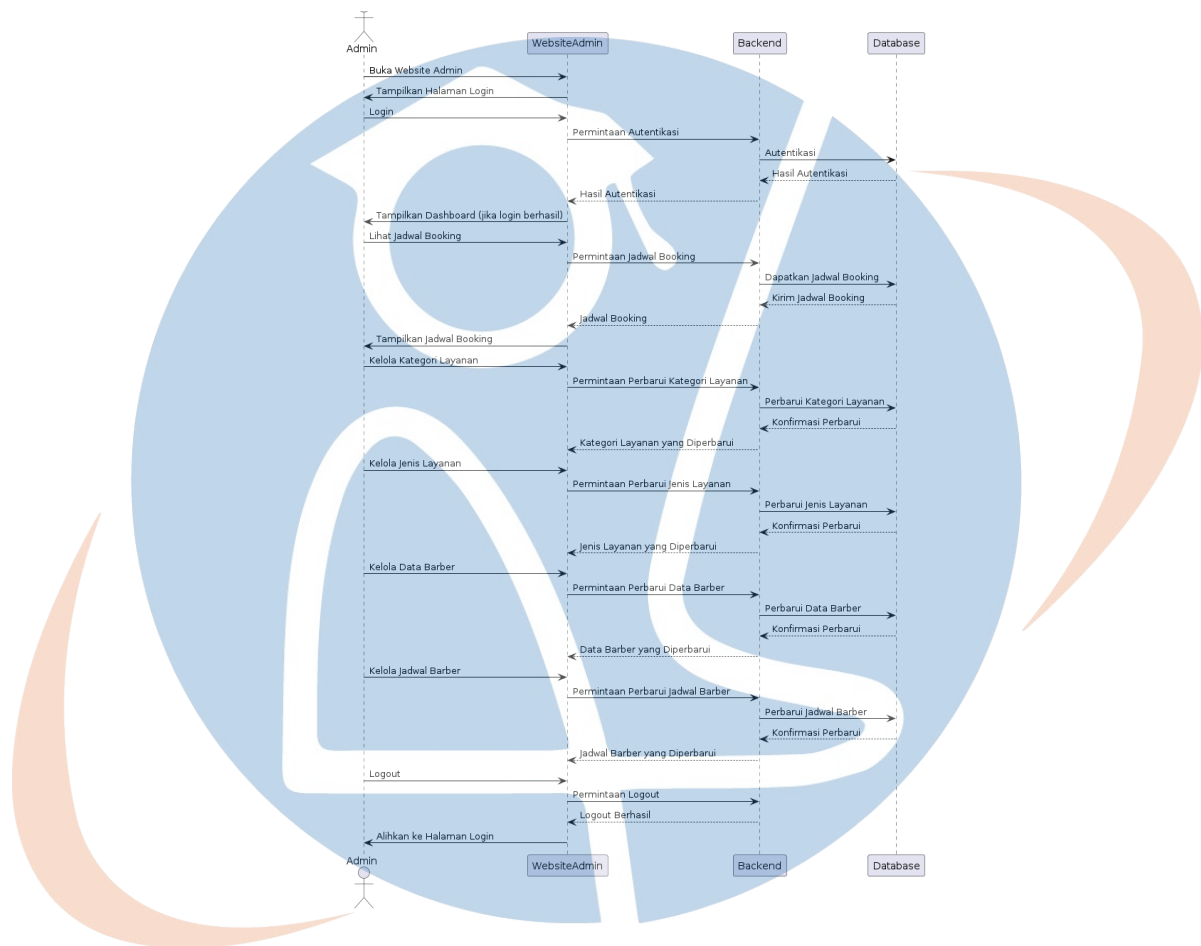 Admin
WebsiteAdmin
Backend
Database
Buka Website Admin
Tampilkan Halaman Login
Login
Permintaan Autentikasi
Autentikasi
Hasil Autentikasi
Hasil Autentikasi
Tampilkan Dashboard (jika login berhasil)
Lihat Jadwal Booking
Permintaan Jadwal Booking
Dapatkan Jadwal Booking
Kirim Jadwal Booking
Jadwal Booking
Tampilkan Jadwal Booking
Kelola Kategori Layanan
Permintaan Perbarui Kategori Layanan
Perbarui Kategori Layanan
Konfirmasi Perbarui
Kategori Layanan yang Diperbarui
Kelola Jenis Layanan
Permintaan Perbarui Jenis Layanan
Perbarui Jenis Layanan
Konfirmasi Perbarui
Jenis Layanan yang Diperbarui
Kelola Data Barber
Permintaan Perbarui Data Barber
Perbarui Data Barber
Konfirmasi Perbarui
Data Barber yang Diperbarui
Kelola Jadwal Barber
Permintaan Perbarui Jadwal Barber
Perbarui Jadwal Barber
Konfirmasi Perbarui
Jadwal Barber yang Diperbarui
Logout
Permintaan Logout
Logout Berhasil
Alihkan ke Halaman Login
Admin
WebsiteAdmin
Backend
Database